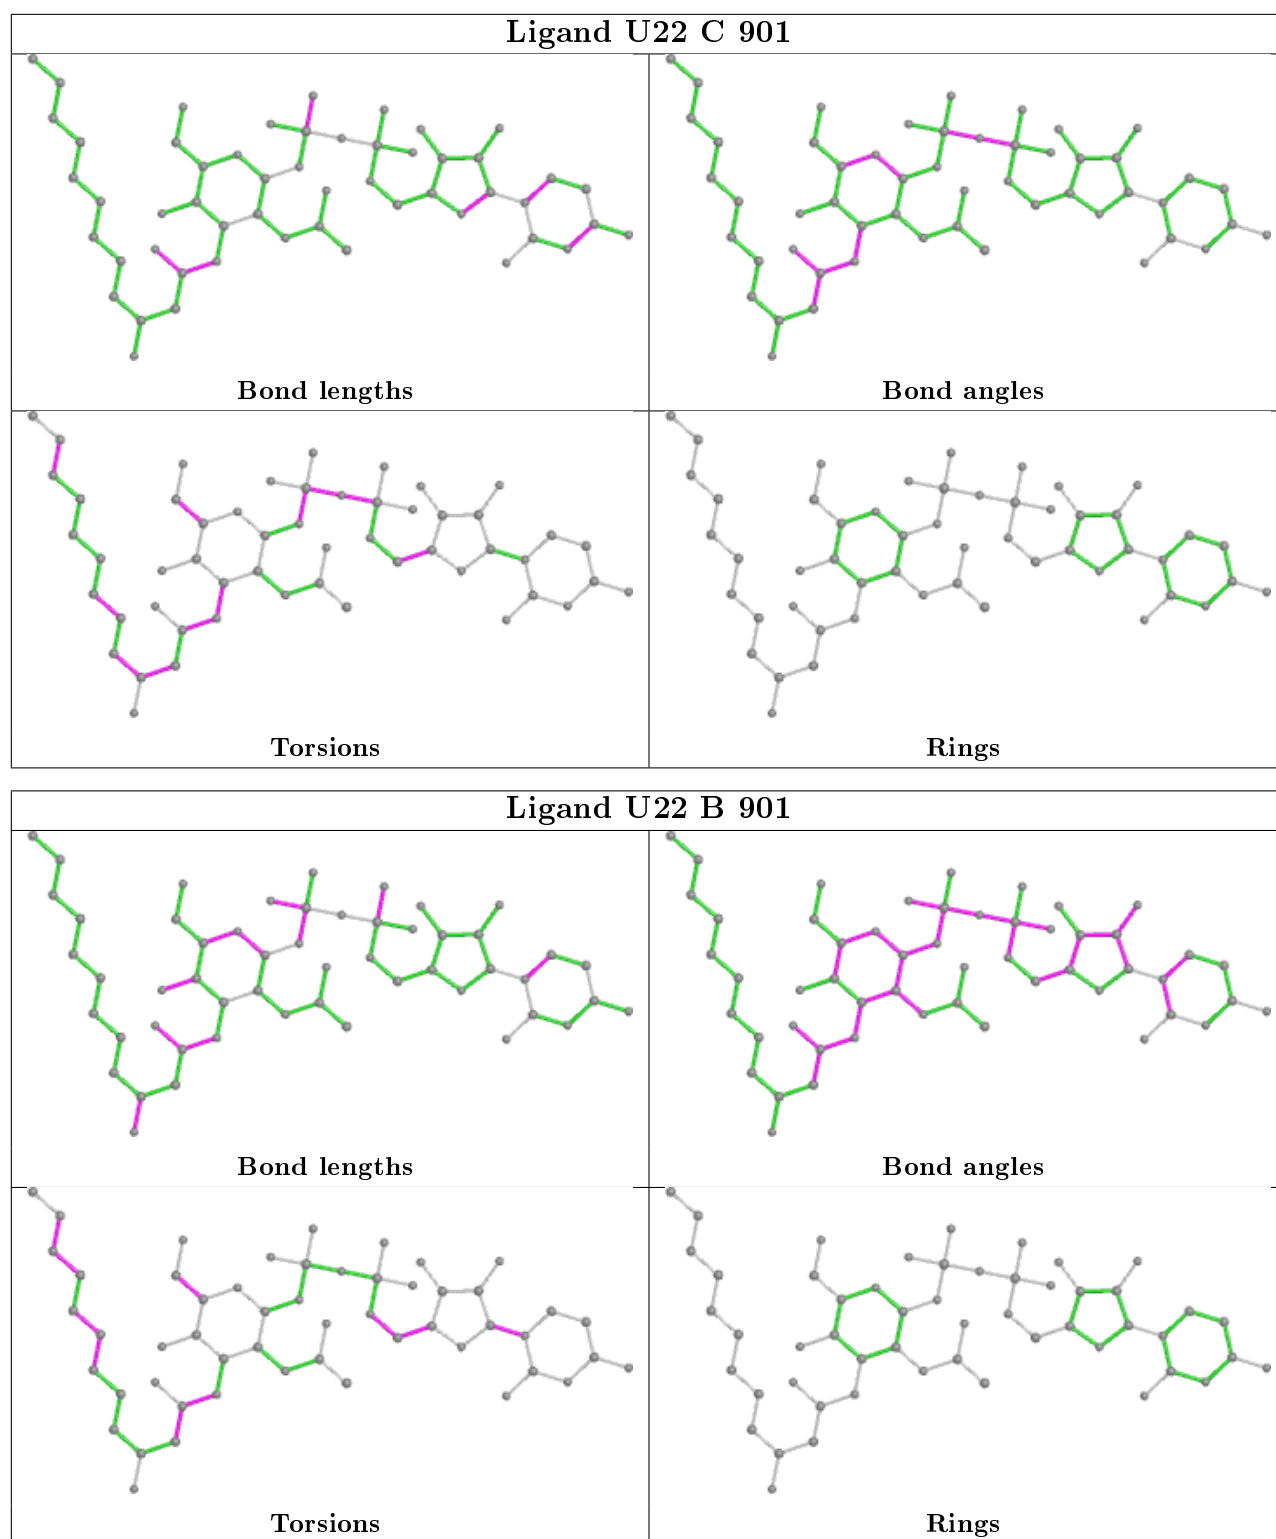 Ligand U22 C 901
Bond lengths
Bond angles
Torsions
Rings
Ligand U22 B 901
Bond lengths
Bond angles
Torsions
Rings